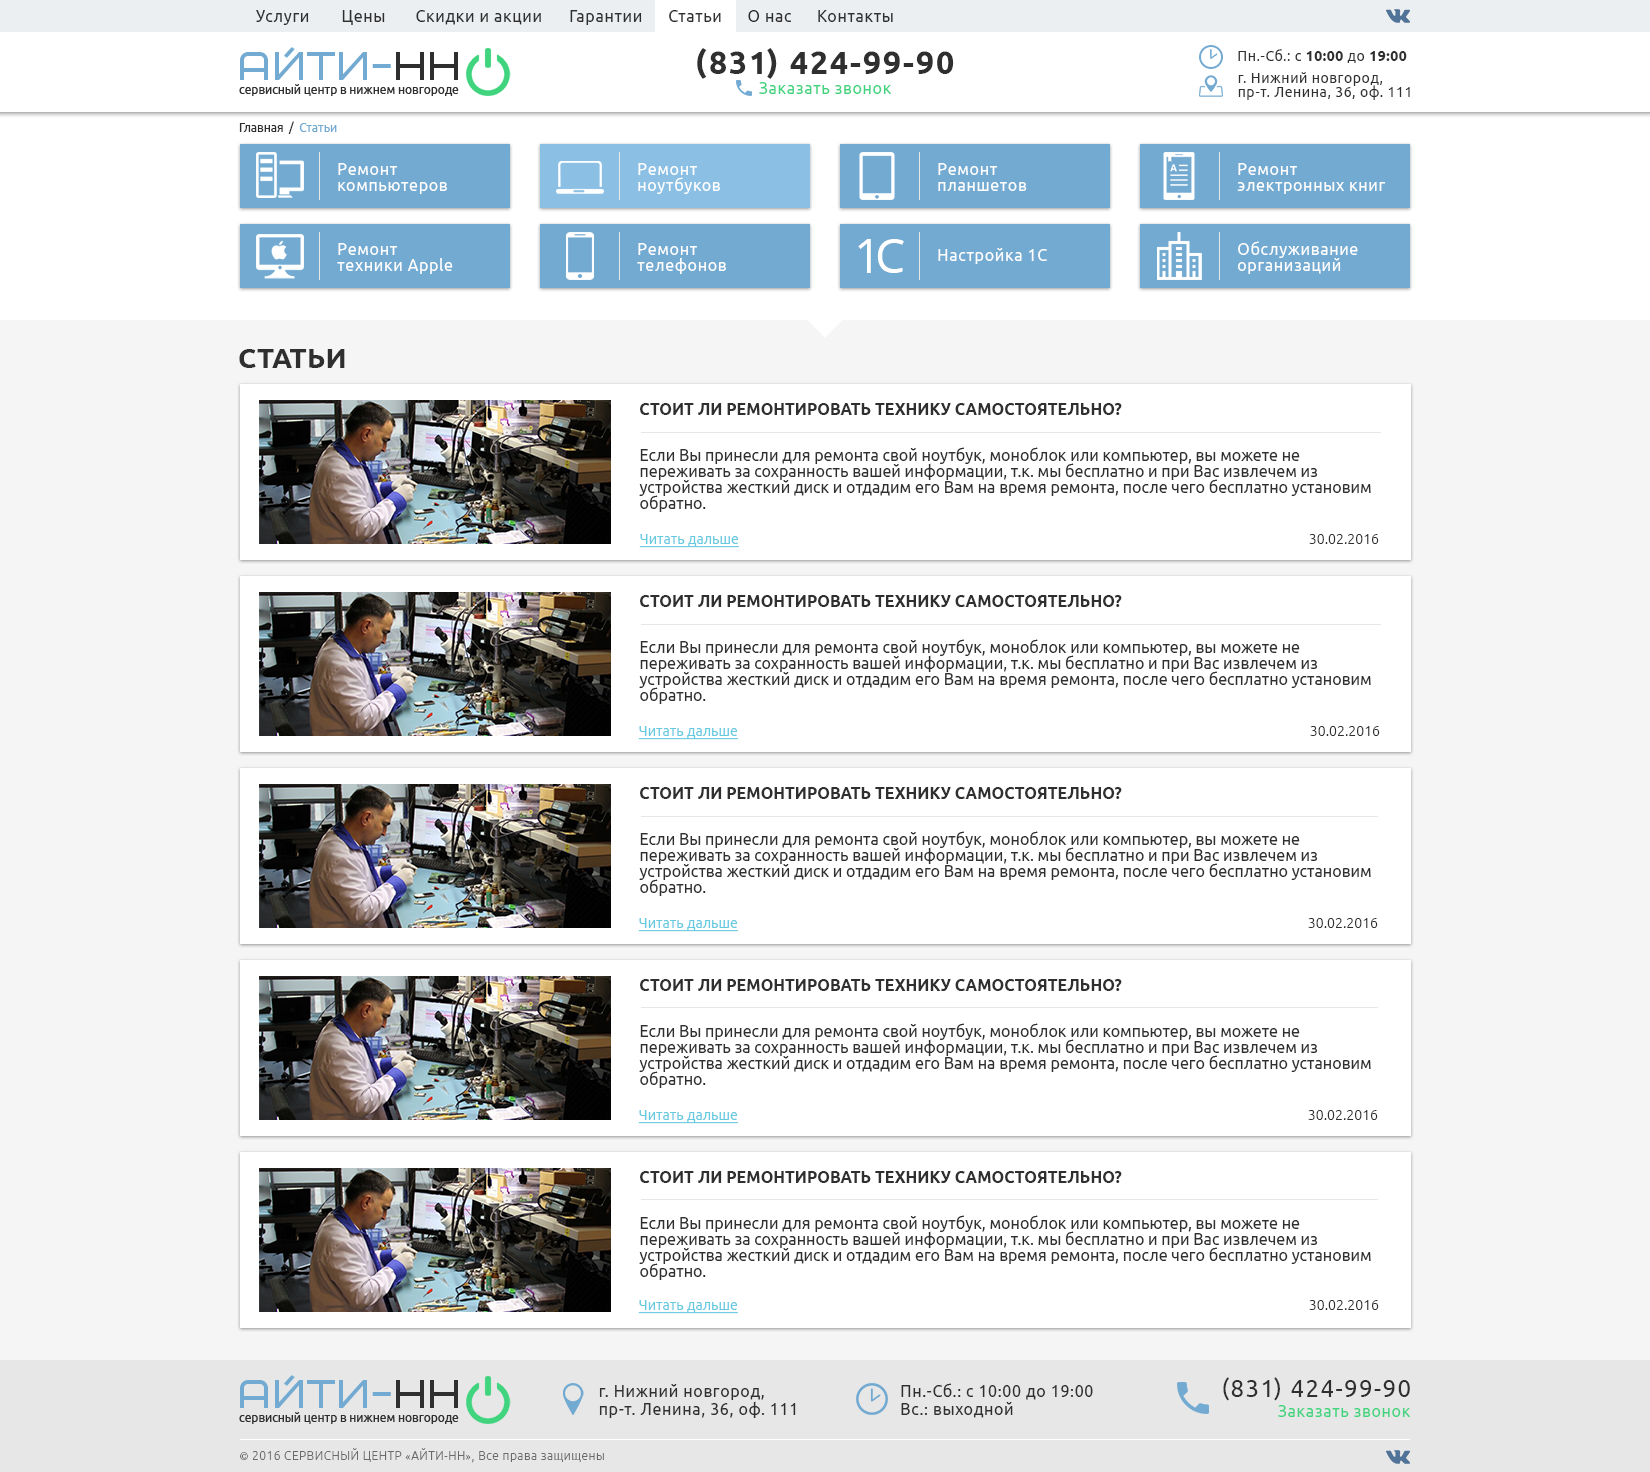 Услуги Цены Скидки и акции Гарантии Статьи О нас Контакты
АЙТИ-НН
сервисный центр в нижнем новгороде
(831) 424-99-90
Заказать звонок
Пн.-Сб.: с 10:00 до 19:00
г. Нижний новгород,
пр-т. Ленина, 36, оф. 111
Главная / Статьи
Ремонт
компьютеров
Ремонт
ноутбуков
Ремонт
планшетов
A
Ремонт
электронных книг
Ремонт
техники Apple
Ремонт
телефонов
1С
Настройка 1С
Обслуживание
организаций
СТАТЬИ
СТОИТ ЛИ РЕМОНТИРОВАТЬ ТЕХНИКУ САМОСТОЯТЕЛЬНО?
Если Вы принесли для ремонта свой ноутбук, моноблок или компьютер, вы можете не
переживать за сохранность вашей информации, т.к. мы бесплатно и при Вас извлечем из
устройства жесткий диск и отдадим его Вам на время ремонта, после чего бесплатно установим
обратно.
Читать дальше 30.02.2016
СТОИТ ЛИ РЕМОНТИРОВАТЬ ТЕХНИКУ САМОСТОЯТЕЛЬНО?
Если Вы принесли для ремонта свой ноутбук, моноблок или компьютер, вы можете не
переживать за сохранность вашей информации, т.к. мы бесплатно и при Вас извлечем из
устройства жесткий диск и отдадим его Вам на время ремонта, после чего бесплатно установим
обратно.
Читать дальше 30.02.2016
СТОИТ ЛИ РЕМОНТИРОВАТЬ ТЕХНИКУ САМОСТОЯТЕЛЬНО?
Если Вы принесли для ремонта свой ноутбук, моноблок или компьютер, вы можете не
переживать за сохранность вашей информации, т.к. мы бесплатно и при Вас извлечем из
устройства жесткий диск и отдадим его Вам на время ремонта, после чего бесплатно установим
обратно.
Читать дальше 30.02.2016
СТОИТ ЛИ РЕМОНТИРОВАТЬ ТЕХНИКУ САМОСТОЯТЕЛЬНО?
Если Вы принесли для ремонта свой ноутбук, моноблок или компьютер, вы можете не
переживать за сохранность вашей информации, т.к. мы бесплатно и при Вас извлечем из
устройства жесткий диск и отдадим его Вам на время ремонта, после чего бесплатно установим
обратно.
Читать дальше 30.02.2016
СТОИТ ЛИ РЕМОНТИРОВАТЬ ТЕХНИКУ САМОСТОЯТЕЛЬНО?
Если Вы принесли для ремонта свой ноутбук, моноблок или компьютер, вы можете не
переживать за сохранность вашей информации, т.к. мы бесплатно и при Вас извлечем из
устройства жесткий диск и отдадим его Вам на время ремонта, после чего бесплатно установим
обратно.
Читать дальше 30.02.2016
АЙТИ-НН
сервисный центр в нижнем новгороде
г. Нижний новгород,
пр-т. Ленина, 36, оф. 111
Пн.-Сб.: с 10:00 до 19:00
Вс.: выходной
(831) 424-99-90
Заказать звонок
© 2016 СЕРВИСНЫЙ ЦЕНТР «АЙТИ-НН», Все права защищены